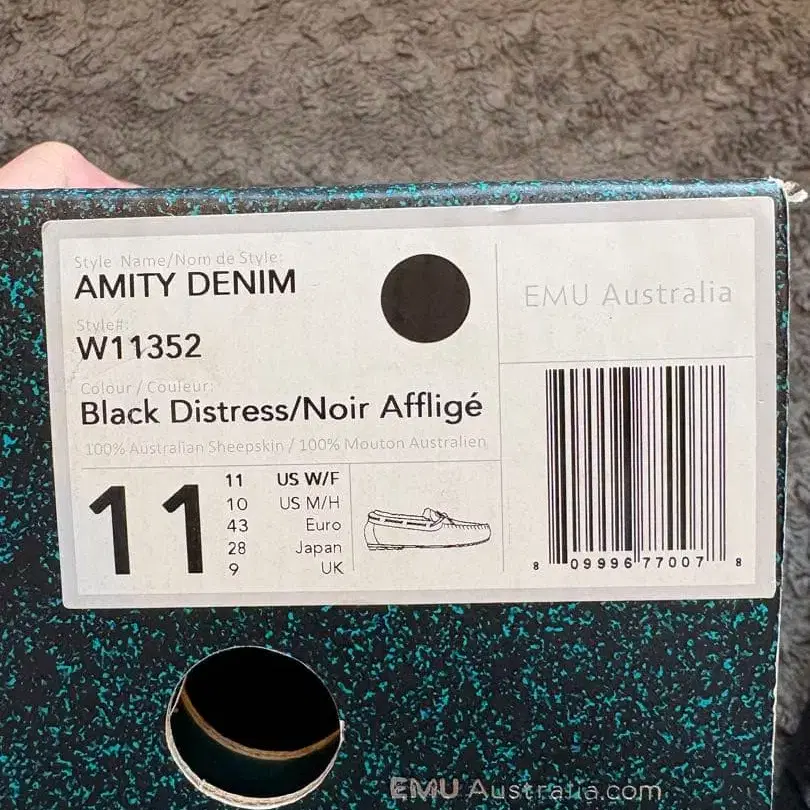 Style Name/Nom de Style:
AMITY DENIM
Style#:
W11352
Colour / Couleur:
Black Distress/Noir Affligé
100% Australian Sheepskin / 100% Mouton Australien
11
11 US W/F
10 US M/H
43 Euro
28 Japan
9 UK
EMU Australia
8 09996 77007 8
EMU Australia.com